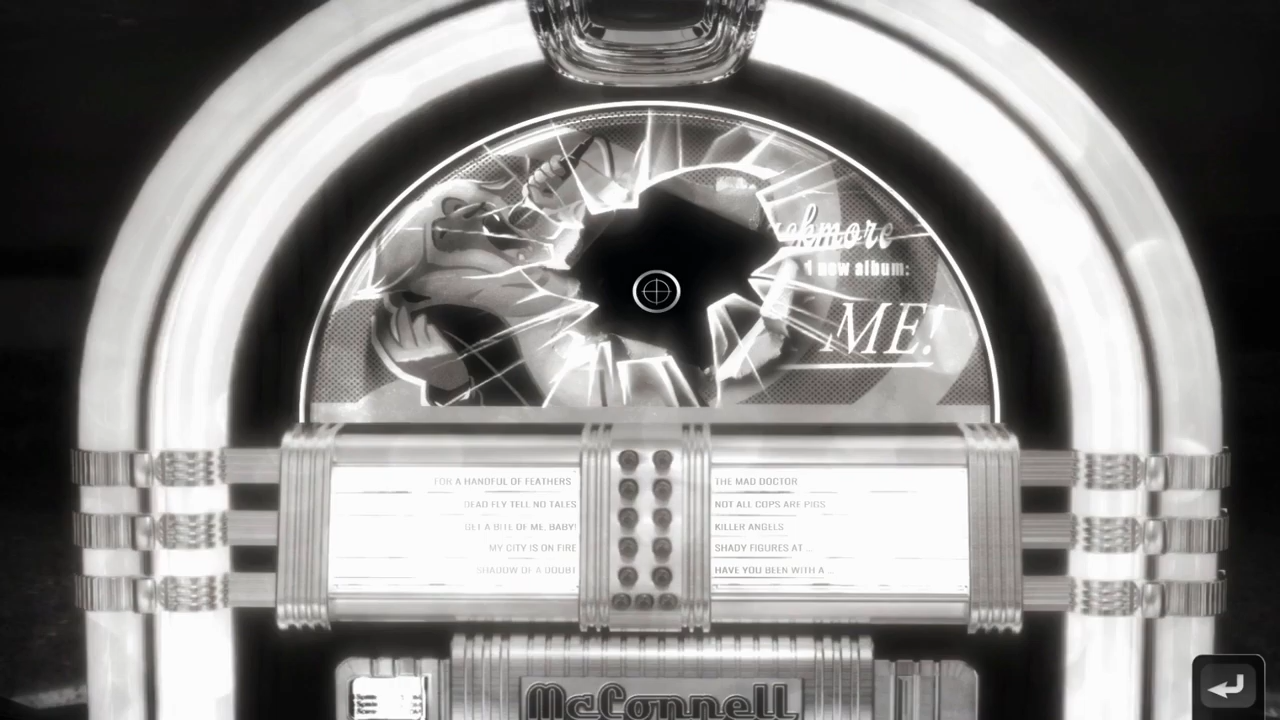 new album:
ME!
FOR A HANDFUL OF FEATHERS
DEAD FLY TELL NO TALES
GET A BITE OF ME, BABY!
MY CITY IS ON FIRE
SHADOW OF A DOUBT
THE MAD DOCTOR
NOT ALL COPS ARE PIGS
KILLER ANGELS
SHADY FIGURES AT ...
HAVE YOU BEEN WITH A ...
McConnell